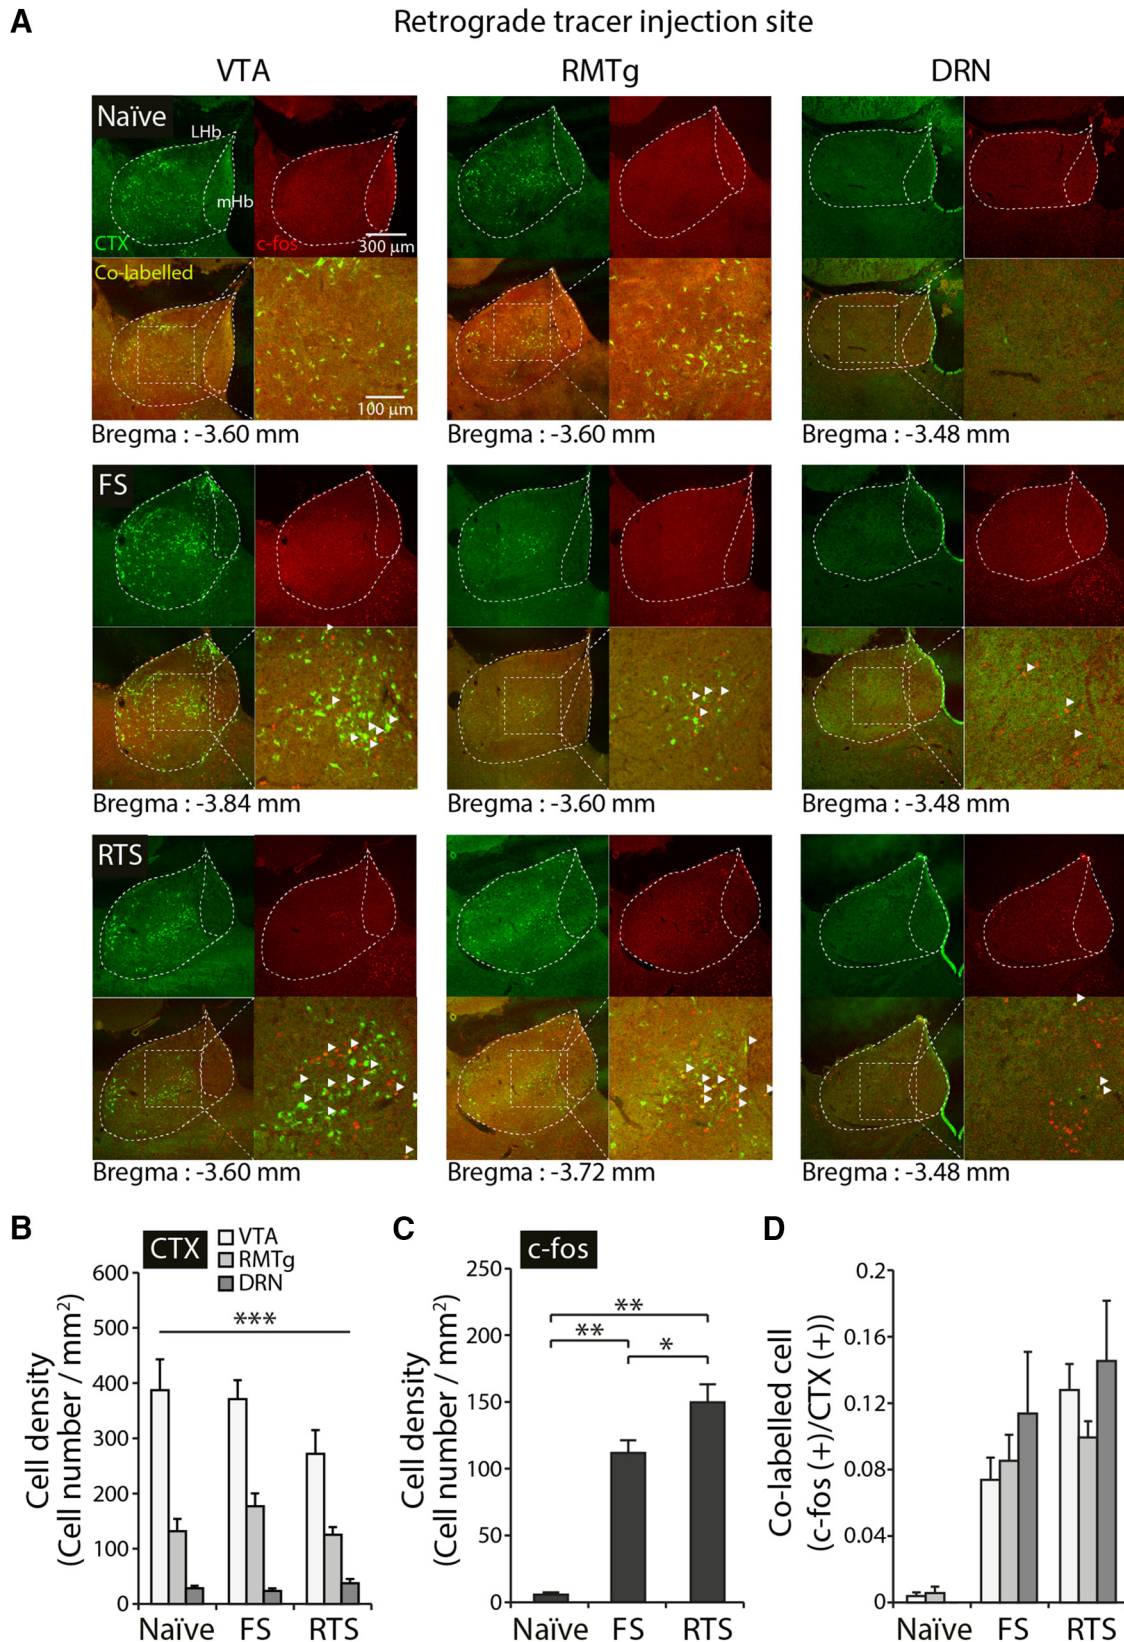 A
Retrograde tracer injection site
VTA
RMTg
DRN
Naïve
LHb
mHb
CTX
c-fos
300 µm
Co-labelled
100 µm
Bregma : -3.60 mm
Bregma : -3.60 mm
Bregma : -3.48 mm
FS
Bregma : -3.84 mm
Bregma : -3.60 mm
Bregma : -3.48 mm
RTS
Bregma : -3.60 mm
Bregma : -3.72 mm
Bregma : -3.48 mm
B
CTX
VTA
RMTg
DRN
Cell density
(Cell number / mm²)
600
500
400
300
200
100
0
***
Naïve
FS
RTS
C
c-fos
Cell density
(Cell number / mm²)
250
200
150
100
50
0
**
**
*
Naïve
FS
RTS
D
Co-labelled cell
(c-fos (+)/CTX (+))
0.2
0.16
0.12
0.08
0.04
0
Naïve
FS
RTS